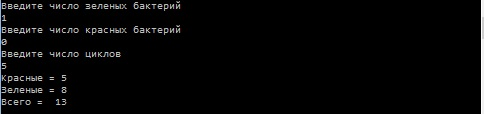 Введите число зеленых бактерий
1
Введите число красных бактерий
0
Введите число циклов
5
Красные = 5
Зеленые = 8
Всего =  13